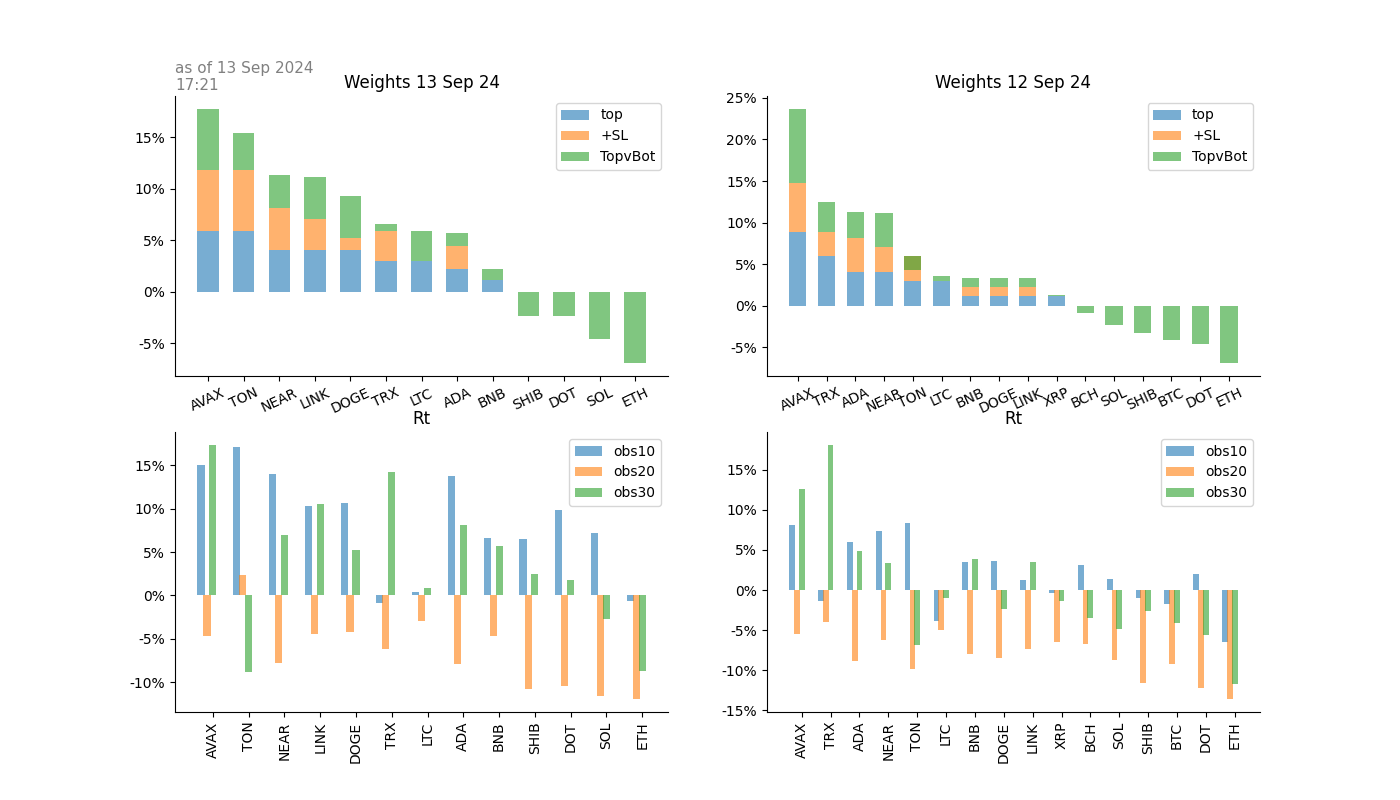 as of 13 Sep 2024
17:21
Weights 13 Sep 24
top
+SL
TopvBot
15%
10%
5%
0%
-5%
AVAX TON NEAR LINK DOGE TRX LTC ADA BNB SHIB DOT SOL ETH
Weights 12 Sep 24
top
+SL
TopvBot
25%
20%
15%
10%
5%
0%
-5%
AVAX TRX ADA NEAR TON LTC BNB DOGE LINK XRP BCH SOL SHIB BTC DOT ETH
Rt
obs10
obs20
obs30
15%
10%
5%
0%
-5%
-10%
AVAX TON NEAR LINK DOGE TRX LTC ADA BNB SHIB DOT SOL ETH
Rt
obs10
obs20
obs30
15%
10%
5%
0%
-5%
-10%
-15%
AVAX TRX ADA NEAR TON LTC BNB DOGE LINK XRP BCH SOL SHIB BTC DOT ETH